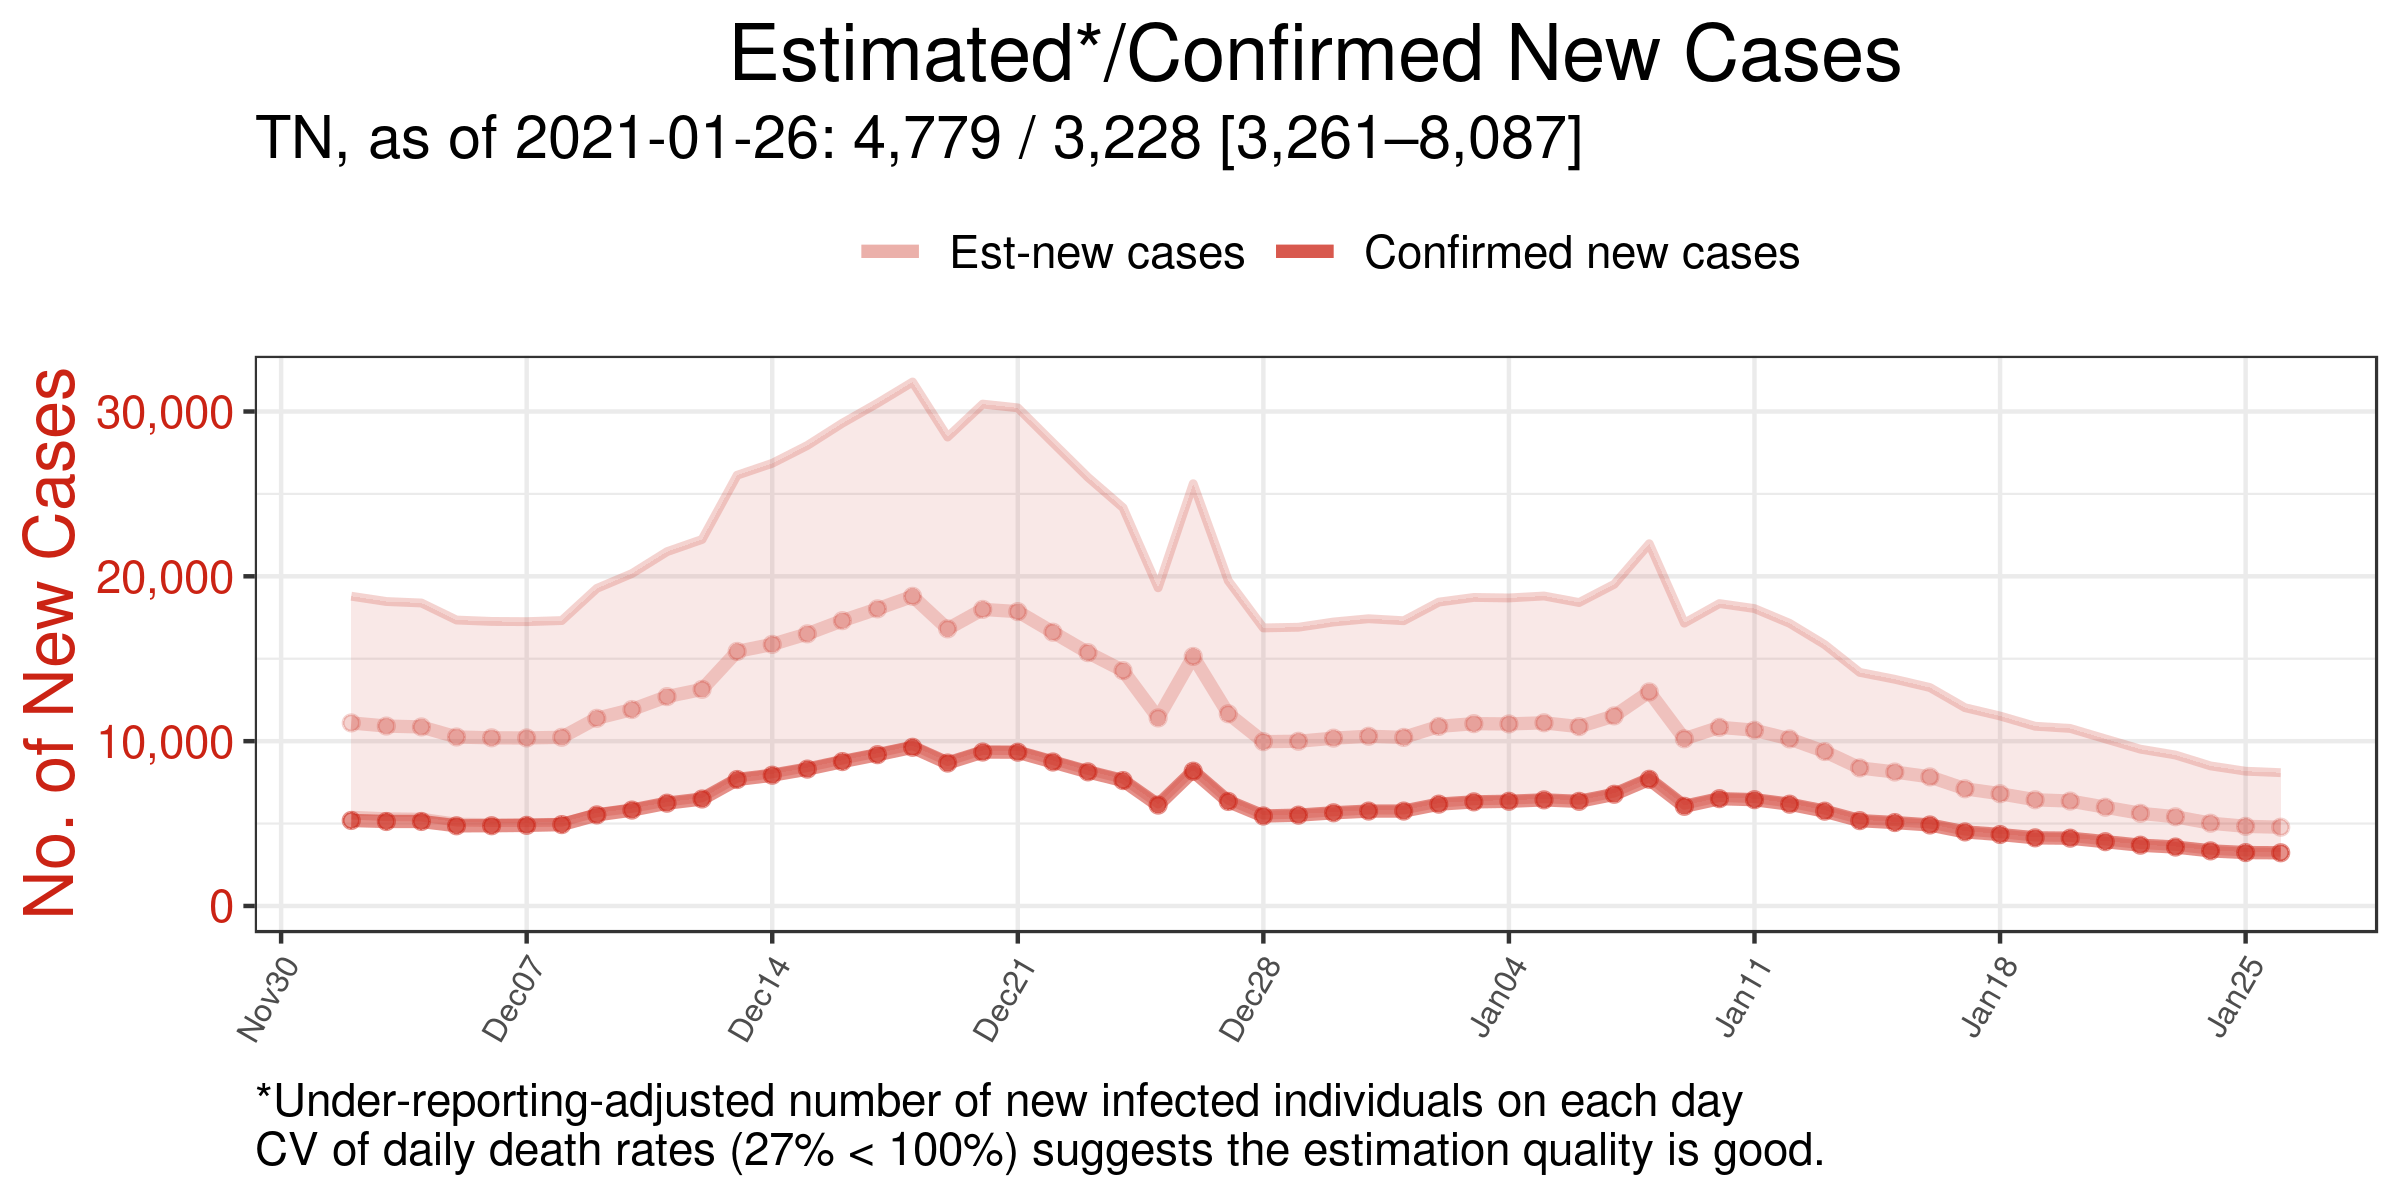 Estimated*/Confirmed New Cases
TN, as of 2021-01-26: 4,779 / 3,228 [3,261–8,087]
Est-new cases
Confirmed new cases
No. of New Cases
30,000
20,000
10,000
0
Nov30
Dec07
Dec14
Dec21
Dec28
Jan04
Jan11
Jan18
Jan25
*Under-reporting-adjusted number of new infected individuals on each day
CV of daily death rates (27% < 100%) suggests the estimation quality is good.